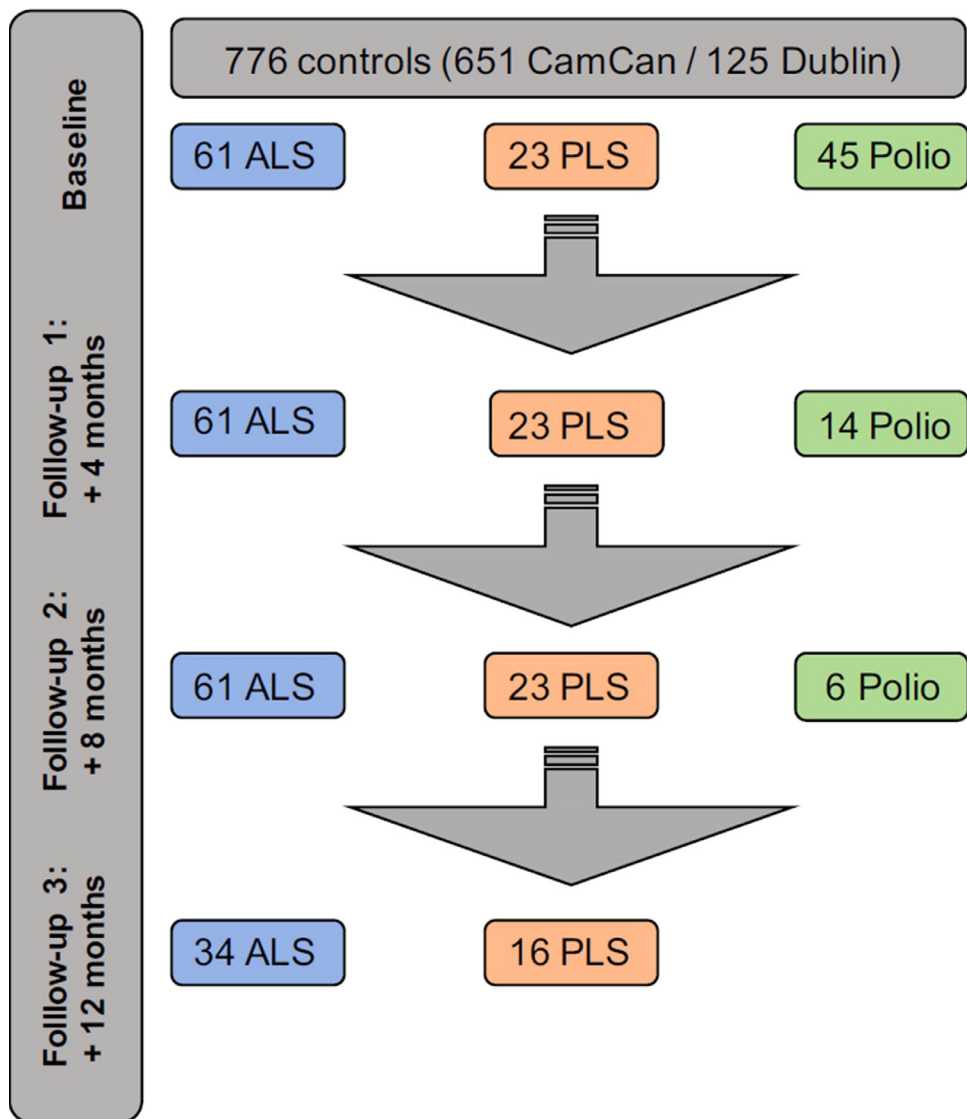 776 controls (651 CamCan / 125 Dublin)
Baseline
61 ALS
23 PLS
45 Polio
Folllow-up 1:
+ 4 months
61 ALS
23 PLS
14 Polio
Folllow-up 2:
+ 8 months
61 ALS
23 PLS
6 Polio
Folllow-up 3:
+ 12 months
34 ALS
16 PLS